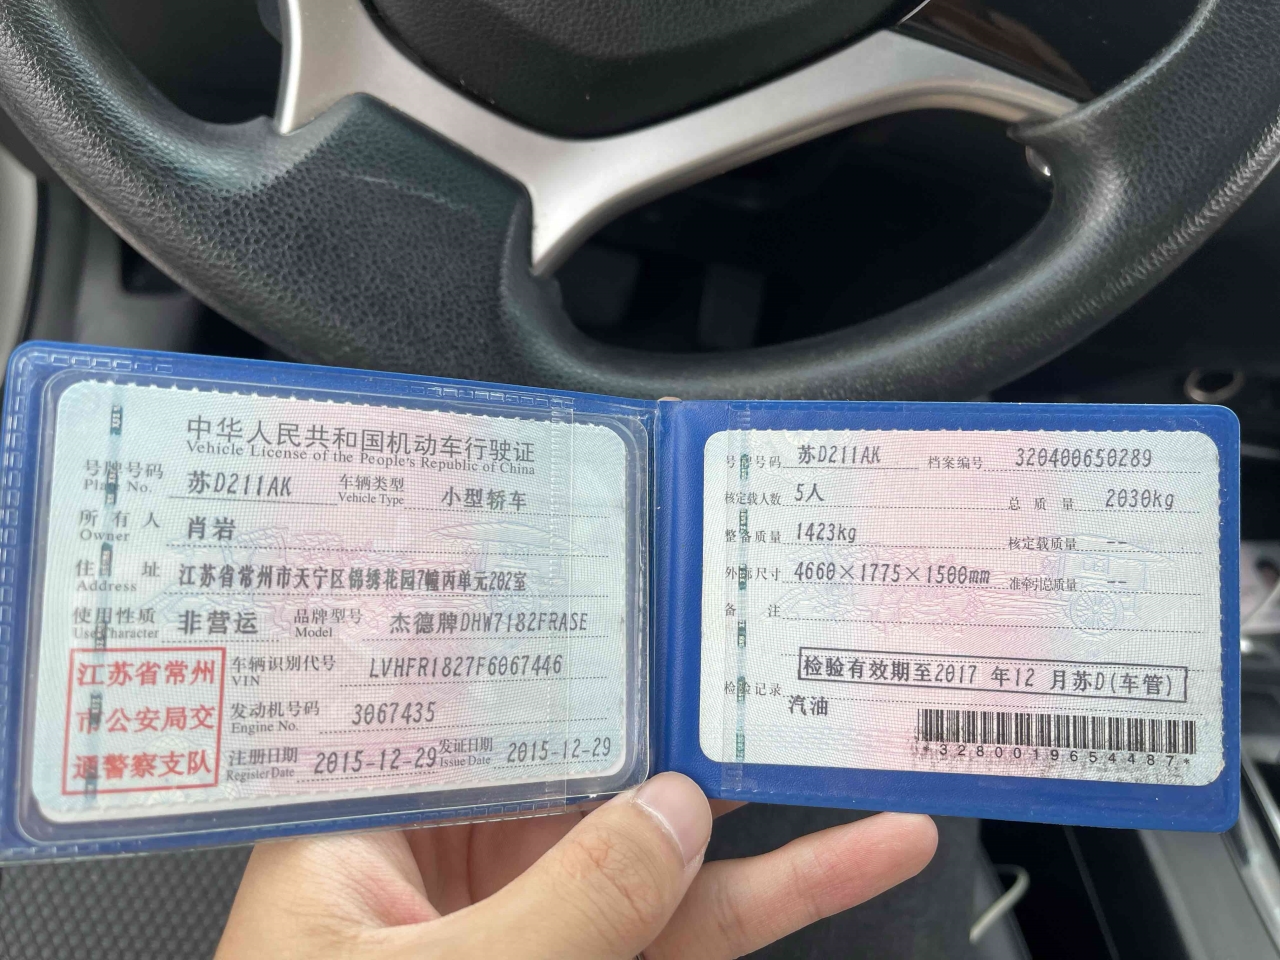 中华人民共和国机动车行驶证
Vehicle License of the People's Republic of China
号牌号码 苏D211AK 车辆类型 小型轿车
Plate No. Vehicle Type
所有人 肖岩
Owner
住址 江苏省常州市天宁区锦绣花园7幢丙单元202室
Address
使用性质 非营运 品牌型号 杰德牌DHW7182FRASE
Use Character Model
江苏省常州
市公安局交
通警察支队
车辆识别代号 LVHFR1827F6067446
VIN
发动机号码 3067435
Engine No.
注册日期 2015-12-29 发证日期 2015-12-29
Register Date Issue Date
号牌号码 苏D211AK 档案编号 320400650289
核定载人数 5人 总质量 2030kg
整备质量 1423kg 核定载质量 --
外部尺寸 4660×1775×1500mm 准牵引总质量 --
备注
检验有效期至2017 年12 月苏D(车管)
检验记录
汽油
*3280019654487*